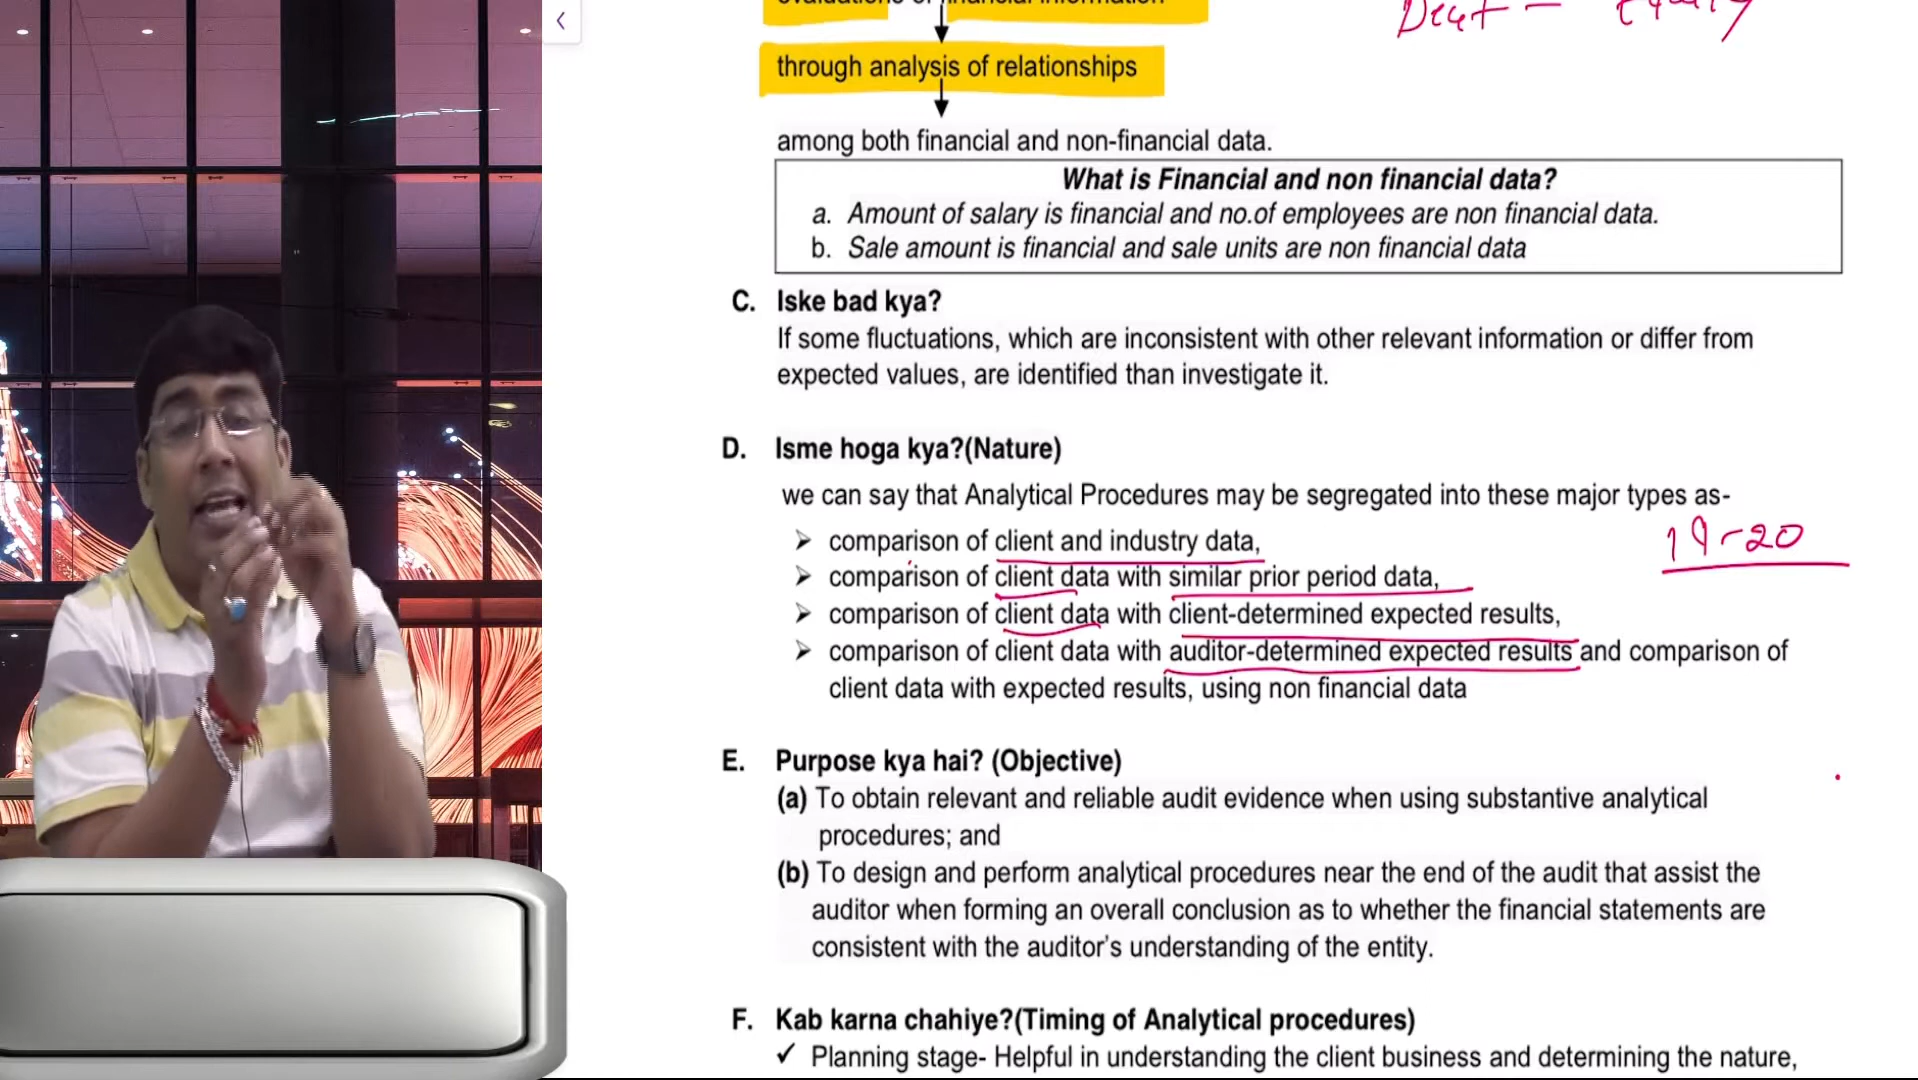 evaluations of financial information
Debt - Equity
through analysis of relationships
among both financial and non-financial data.
What is Financial and non financial data?
a. Amount of salary is financial and no.of employees are non financial data.
b. Sale amount is financial and sale units are non financial data
C. Iske bad kya?
If some fluctuations, which are inconsistent with other relevant information or differ from
expected values, are identified than investigate it.
D. Isme hoga kya?(Nature)
we can say that Analytical Procedures may be segregated into these major types as-
➢ comparison of client and industry data,
19-20
➢ comparison of client data with similar prior period data,
➢ comparison of client data with client-determined expected results,
➢ comparison of client data with auditor-determined expected results and comparison of
client data with expected results, using non financial data
E. Purpose kya hai? (Objective)
(a) To obtain relevant and reliable audit evidence when using substantive analytical
procedures; and
(b) To design and perform analytical procedures near the end of the audit that assist the
auditor when forming an overall conclusion as to whether the financial statements are
consistent with the auditor's understanding of the entity.
F. Kab karna chahiye?(Timing of Analytical procedures)
✓ Planning stage- Helpful in understanding the client business and determining the nature,